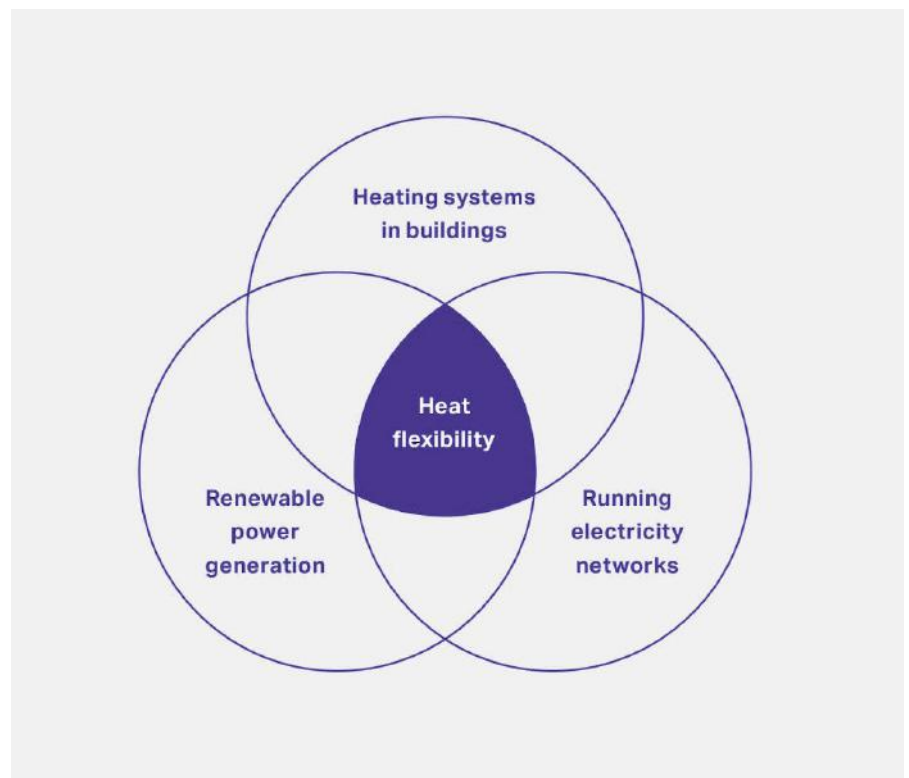 Heating systems
in buildings
Heat
flexibility
Renewable
power
generation
Running
electricity
networks